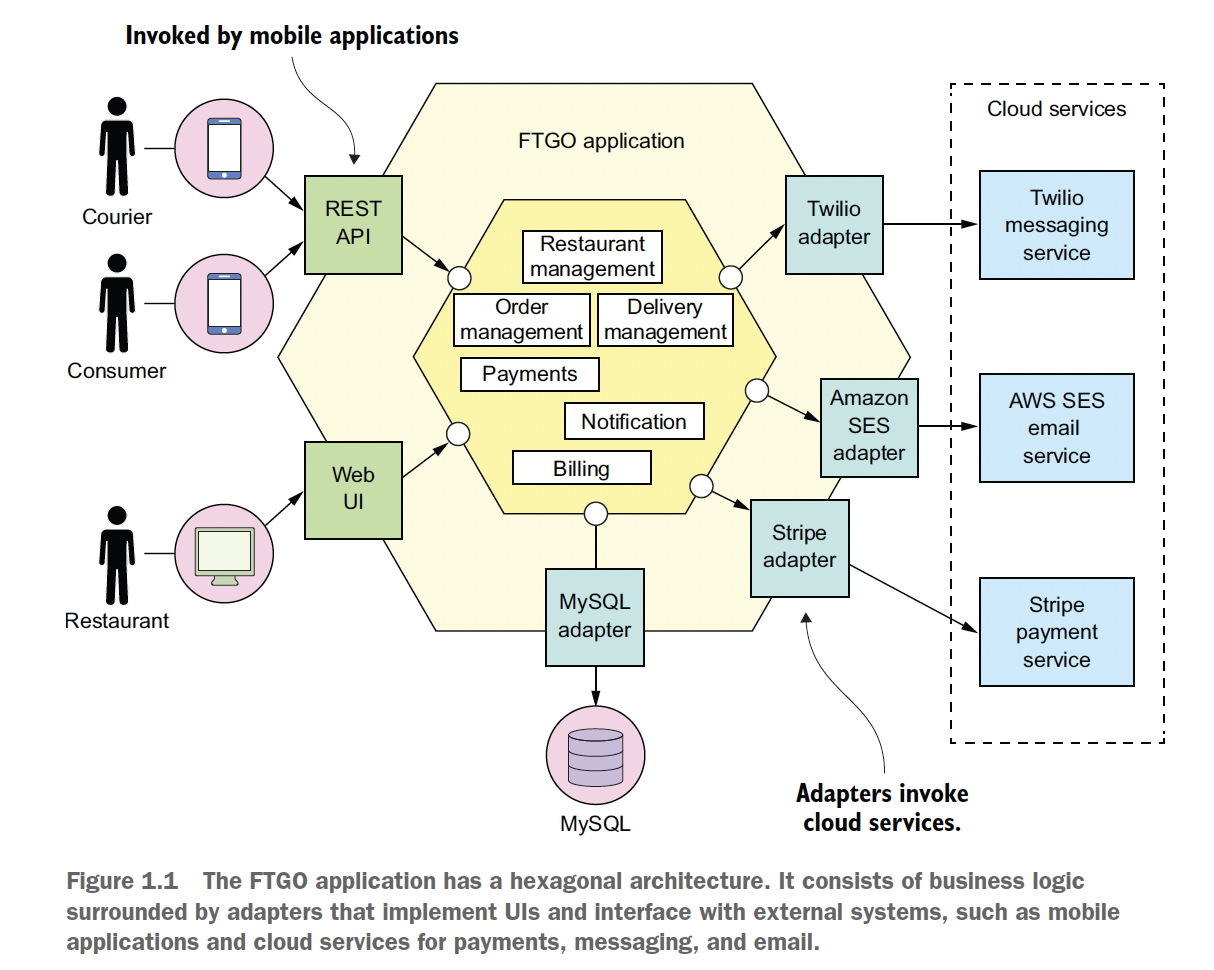 Invoked by mobile applications
Cloud services
FTGO application
Courier
REST
API
Twilio
adapter
Twilio
messaging
service
Restaurant
management
Order
management
Delivery
management
Consumer
Payments
Amazon
SES
adapter
AWS SES
email
service
Notification
Billing
Web
UI
Stripe
adapter
Restaurant
MySQL
adapter
Stripe
payment
service
MySQL
Adapters invoke
cloud services.
Figure 1.1 The FTGO application has a hexagonal architecture. It consists of business logic
surrounded by adapters that implement UIs and interface with external systems, such as mobile
applications and cloud services for payments, messaging, and email.